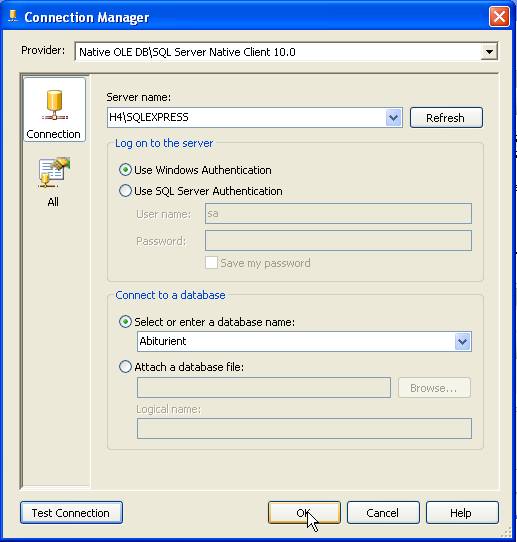 Connection Manager
Provider: Native OLE DB\SQL Server Native Client 10.0
Connection
All
Server name:
H4\SQLEXPRESS Refresh
Log on to the server
Use Windows Authentication
Use SQL Server Authentication
User name: sa
Password:
Save my password
Connect to a database
Select or enter a database name:
Abiturient
Attach a database file:
Browse...
Logical name:
Test Connection OK Cancel Help